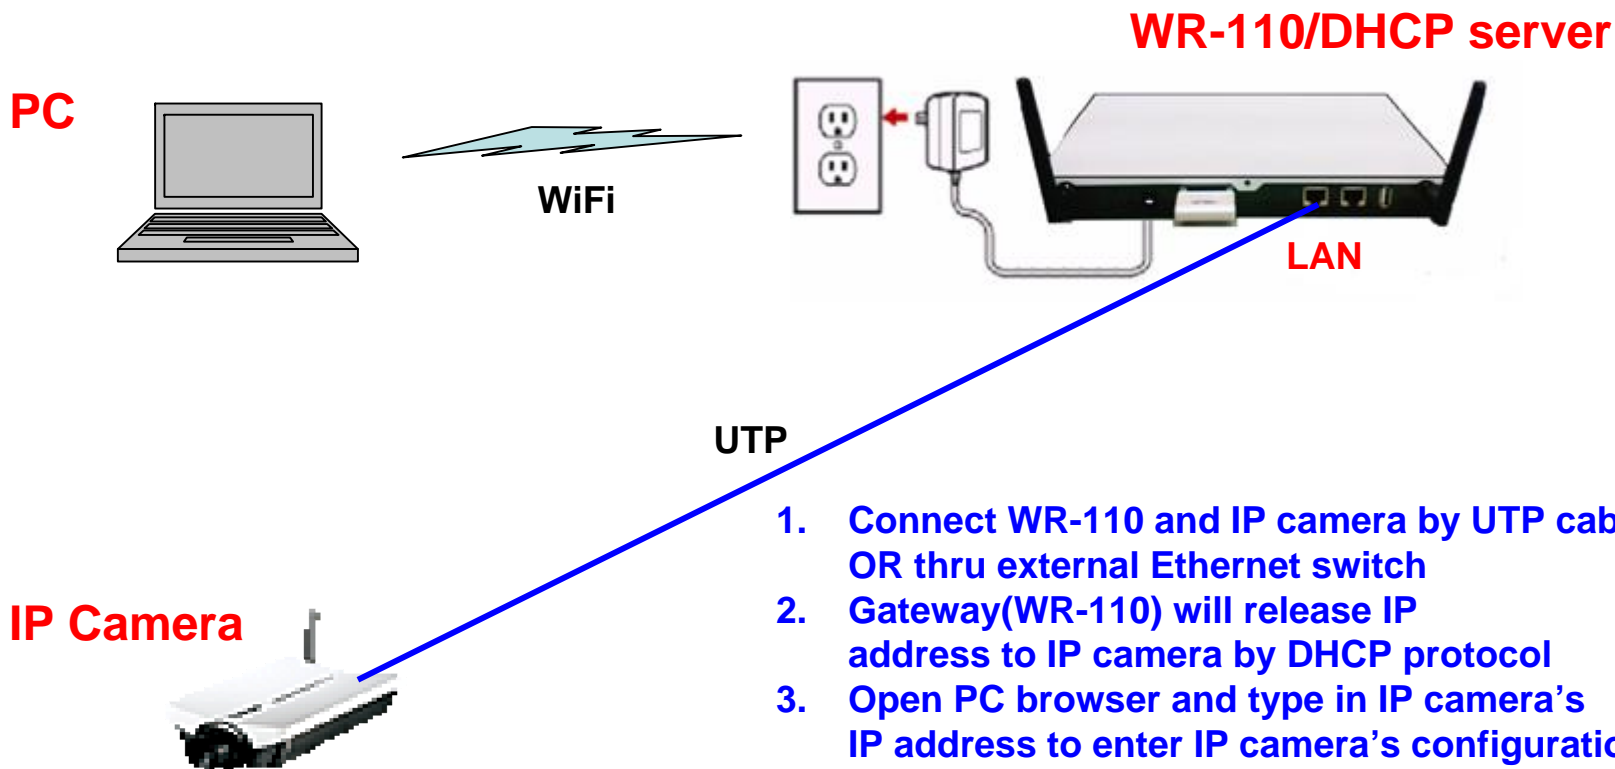 WR-110/DHCP server
PC
WiFi
LAN
UTP
1. Connect WR-110 and IP camera by UTP cab
OR thru external Ethernet switch
2. Gateway(WR-110) will release IP
address to IP camera by DHCP protocol
3. Open PC browser and type in IP camera’s
IP address to enter IP camera’s configuratio
IP Camera